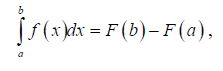 ∫_a^b f(x)dx = F(b) – F(a),